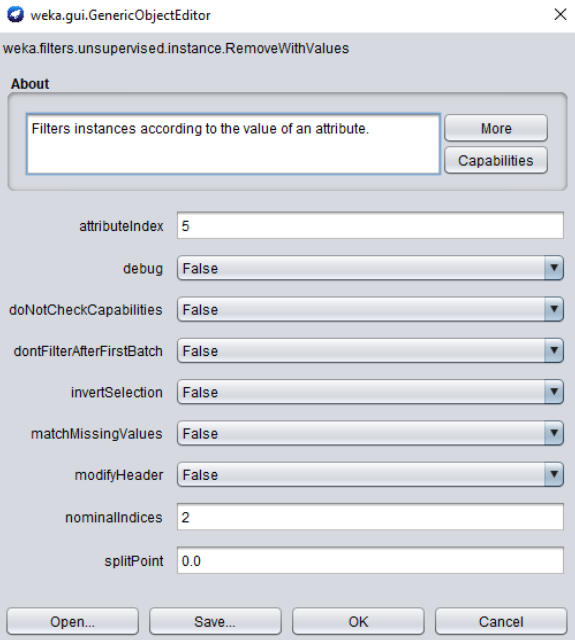 weka.gui.GenericObjectEditor
weka.filters.unsupervised.instance.RemoveWithValues
About
Filters instances according to the value of an attribute.
More
Capabilities
attributeIndex 5
debug False
doNotCheckCapabilities False
dontFilterAfterFirstBatch False
invertSelection False
matchMissingValues False
modifyHeader False
nominalIndices 2
splitPoint 0.0
Open... Save... OK Cancel